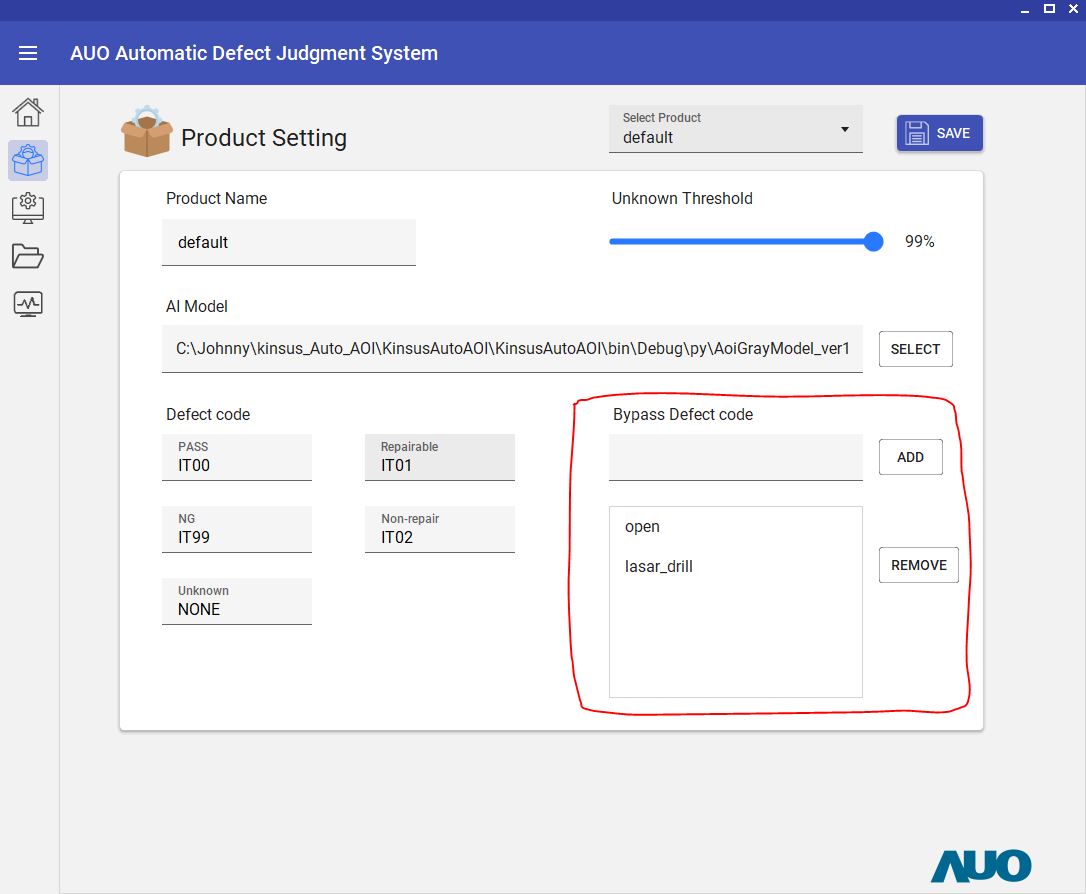 AUO Automatic Defect Judgment System
Product Setting
Select Product
default
SAVE
Product Name
default
Unknown Threshold
99%
AI Model
C:\Johnny\kinsus_Auto_AOI\KinsusAutoAOI\KinsusAutoAOI\bin\Debug\py\AoiGrayModel_ver1
SELECT
Defect code
PASS
IT00
Repairable
IT01
NG
IT99
Non-repair
IT02
Unknown
NONE
Bypass Defect code
ADD
open
lasar_drill
REMOVE
AUO